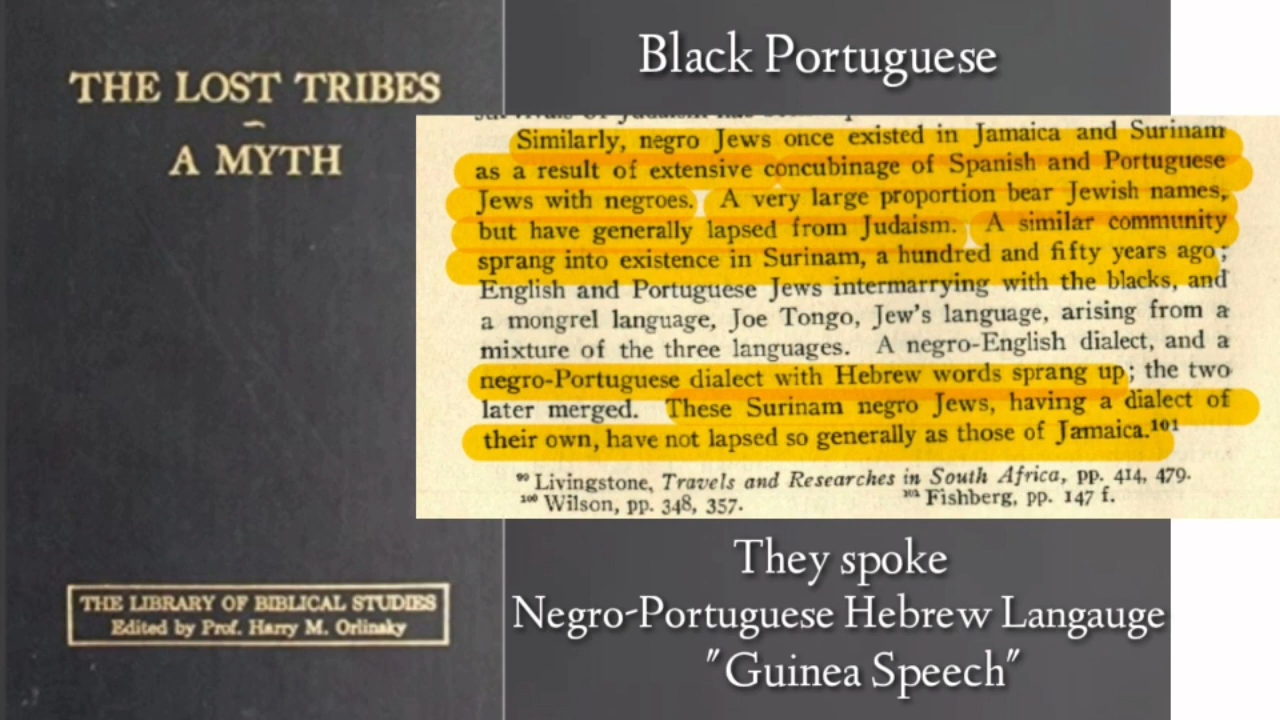 THE LOST TRIBES
A MYTH
THE LIBRARY OF BIBLICAL STUDIES
Edited by Prof. Harry M. Orlinsky
Black Portuguese
Similarly, negro Jews once existed in Jamaica and Surinam
as a result of extensive concubinage of Spanish and Portuguese
Jews with negroes. A very large proportion bear Jewish names,
but have generally lapsed from Judaism. A similar community
sprang into existence in Surinam, a hundred and fifty years ago;
English and Portuguese Jews intermarrying with the blacks, and
a mongrel language, Joe Tongo, Jew's language, arising from a
mixture of the three languages. A negro-English dialect, and a
negro-Portuguese dialect with Hebrew words sprang up; the two
later merged. These Surinam negro Jews, having a dialect of
their own, have not lapsed so generally as those of Jamaica.¹⁰¹
⁹⁹ Livingstone, Travels and Researches in South Africa, pp. 414, 479.
¹⁰⁰ Wilson, pp. 348, 357. ¹⁰¹ Fishberg, pp. 147 f.
They spoke
Negro-Portuguese Hebrew Langauge
"Guinea Speech"